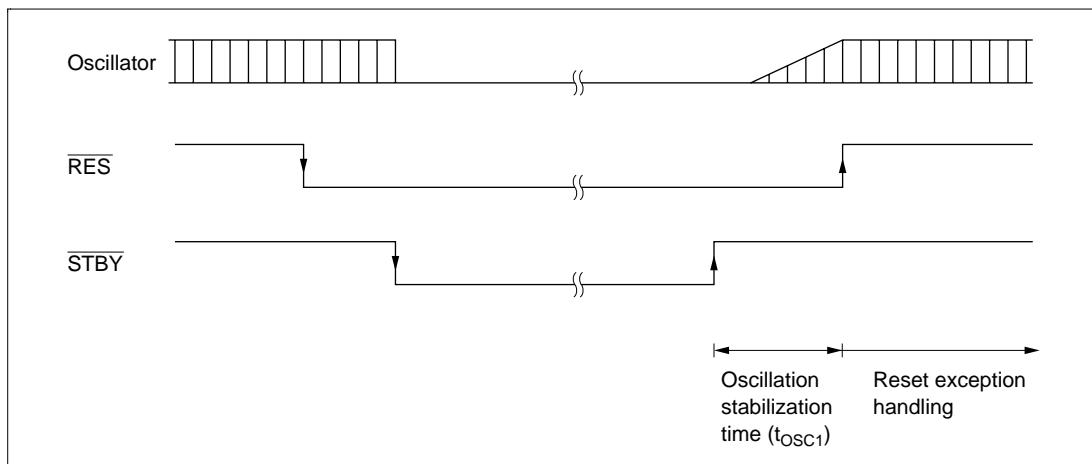 Oscillator
RES
STBY
Oscillation
stabilization
time (tOSC1)
Reset exception
handling